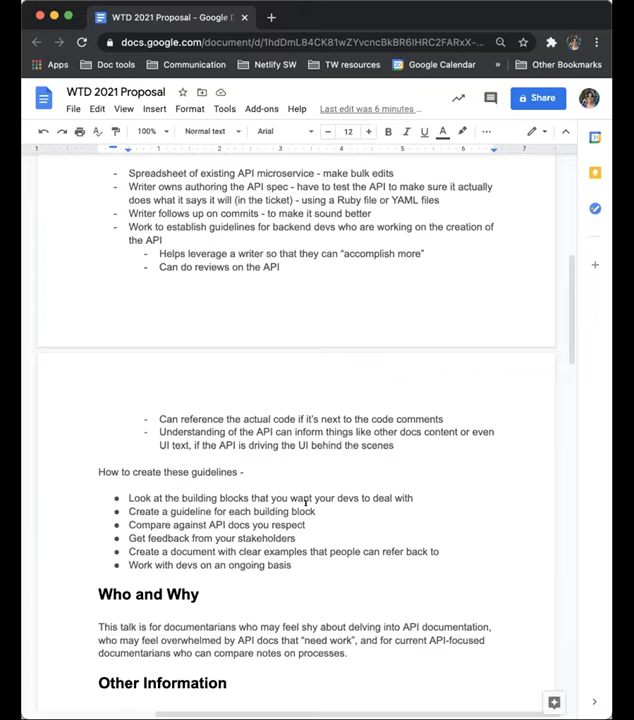 WTD 2021 Proposal - Google D
docs.google.com/document/d/1hdDmL84CK81wZYvcncBkBR6IHRC2FARxX-...
Apps Doc tools Communication Netlify SW TW resources Google Calendar » Other Bookmarks
WTD 2021 Proposal
Share
File Edit View Insert Format Tools Add-ons Help Last edit was 6 minutes ...
100% Normal text Arial - 12 + B I U A ...
1 1 2 3 4 5 6 7
- Spreadsheet of existing API microservice - make bulk edits
- Writer owns authoring the API spec - have to test the API to make sure it actually
does what it says it will (in the ticket) - using a Ruby file or YAML files
- Writer follows up on commits - to make it sound better
- Work to establish guidelines for backend devs who are working on the creation of
the API
- Helps leverage a writer so that they can “accomplish more”
- Can do reviews on the API
- Can reference the actual code if it’s next to the code comments
- Understanding of the API can inform things like other docs content or even
UI text, if the API is driving the UI behind the scenes
How to create these guidelines -
● Look at the building blocks that you want your devs to deal with
● Create a guideline for each building block
● Compare against API docs you respect
● Get feedback from your stakeholders
● Create a document with clear examples that people can refer back to
● Work with devs on an ongoing basis
Who and Why
This talk is for documentarians who may feel shy about delving into API documentation,
who may feel overwhelmed by API docs that “need work”, and for current API-focused
documentarians who can compare notes on processes.
Other Information